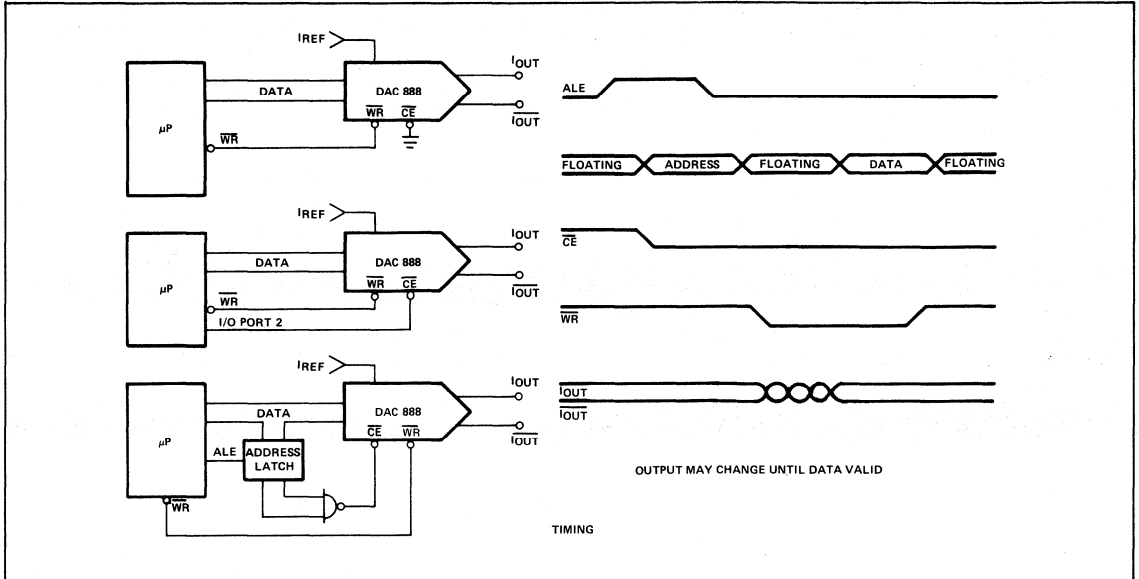 IREF
IOUT
DATA
DAC 888
µP
WR
CE
IOUT
WR
IREF
IOUT
DATA
DAC 888
µP
WR
CE
IOUT
WR
I/O PORT 2
IREF
IOUT
DATA
DAC 888
µP
CE
WR
IOUT
ALE
ADDRESS
LATCH
WR
ALE
FLOATING ADDRESS FLOATING DATA FLOATING
CE
WR
IOUT
IOUT
OUTPUT MAY CHANGE UNTIL DATA VALID
TIMING